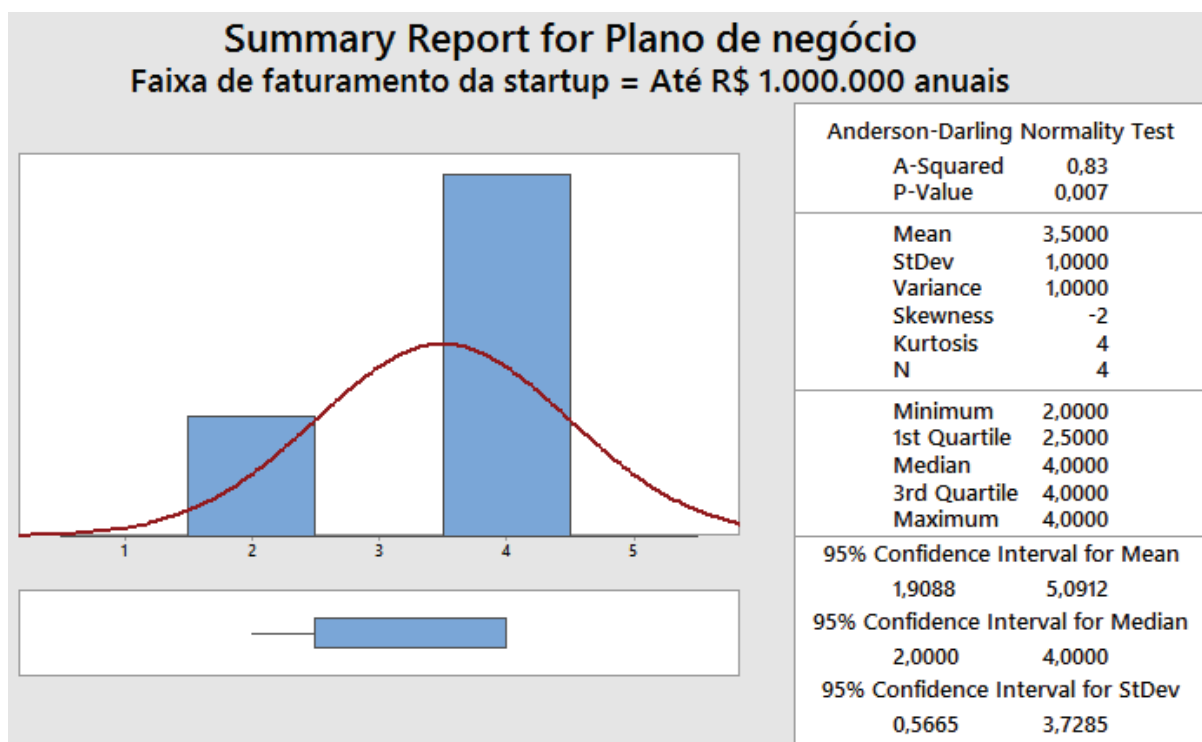 Summary Report for Plano de negócio
Faixa de faturamento da startup = Até R$ 1.000.000 anuais
1 2 3 4 5
Anderson-Darling Normality Test
A-Squared 0,83
P-Value 0,007
Mean 3,5000
StDev 1,0000
Variance 1,0000
Skewness -2
Kurtosis 4
N 4
Minimum 2,0000
1st Quartile 2,5000
Median 4,0000
3rd Quartile 4,0000
Maximum 4,0000
95% Confidence Interval for Mean
1,9088 5,0912
95% Confidence Interval for Median
2,0000 4,0000
95% Confidence Interval for StDev
0,5665 3,7285